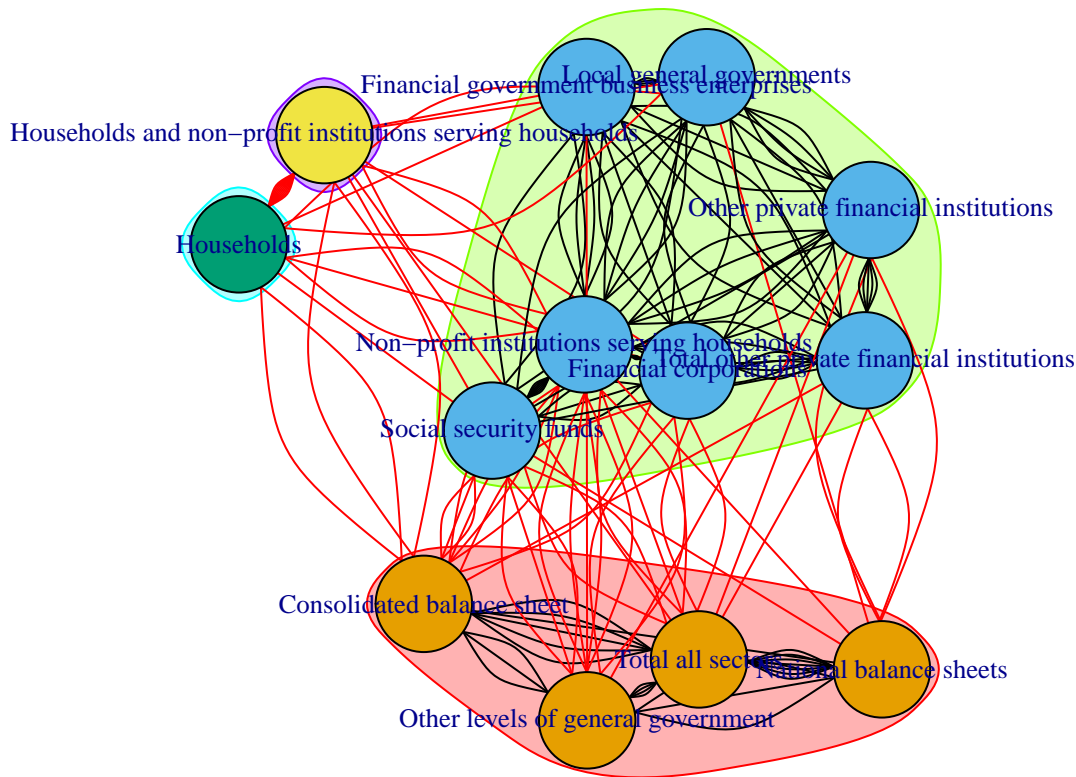 Local general governments
Financial government business enterprises
Households and non−profit institutions serving households
Other private financial institutions
Households
Non−profit institutions serving households
Total other private financial institutions
Financial corporations
Social security funds
Consolidated balance sheet
Total all sectors
National balance sheets
Other levels of general government